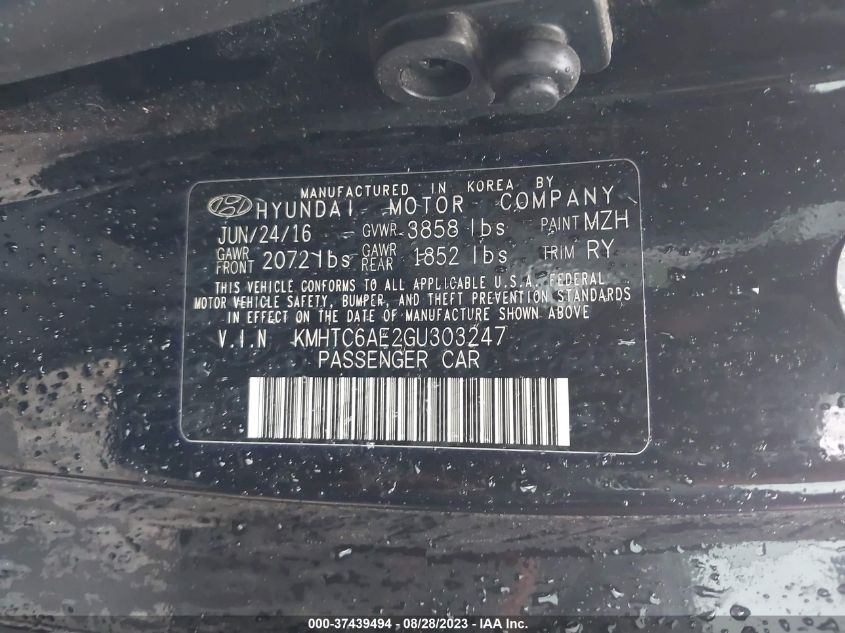 MANUFACTURED IN KOREA BY
HYUNDAI MOTOR COMPANY
JUN/24/16 GVWR 3858 lbs PAINT MZH
GAWR FRONT 2072 lbs GAWR REAR 1852 lbs TRIM RY
THIS VEHICLE CONFORMS TO ALL APPLICABLE U.S.A. FEDERAL
MOTOR VEHICLE SAFETY, BUMPER, AND THEFT PREVENTION STANDARDS
IN EFFECT ON THE DATE OF MANUFACTURE SHOWN ABOVE
V.I.N KMHTC6AE2GU303247
PASSENGER CAR
000-37439494 - 08/28/2023 - IAA Inc.